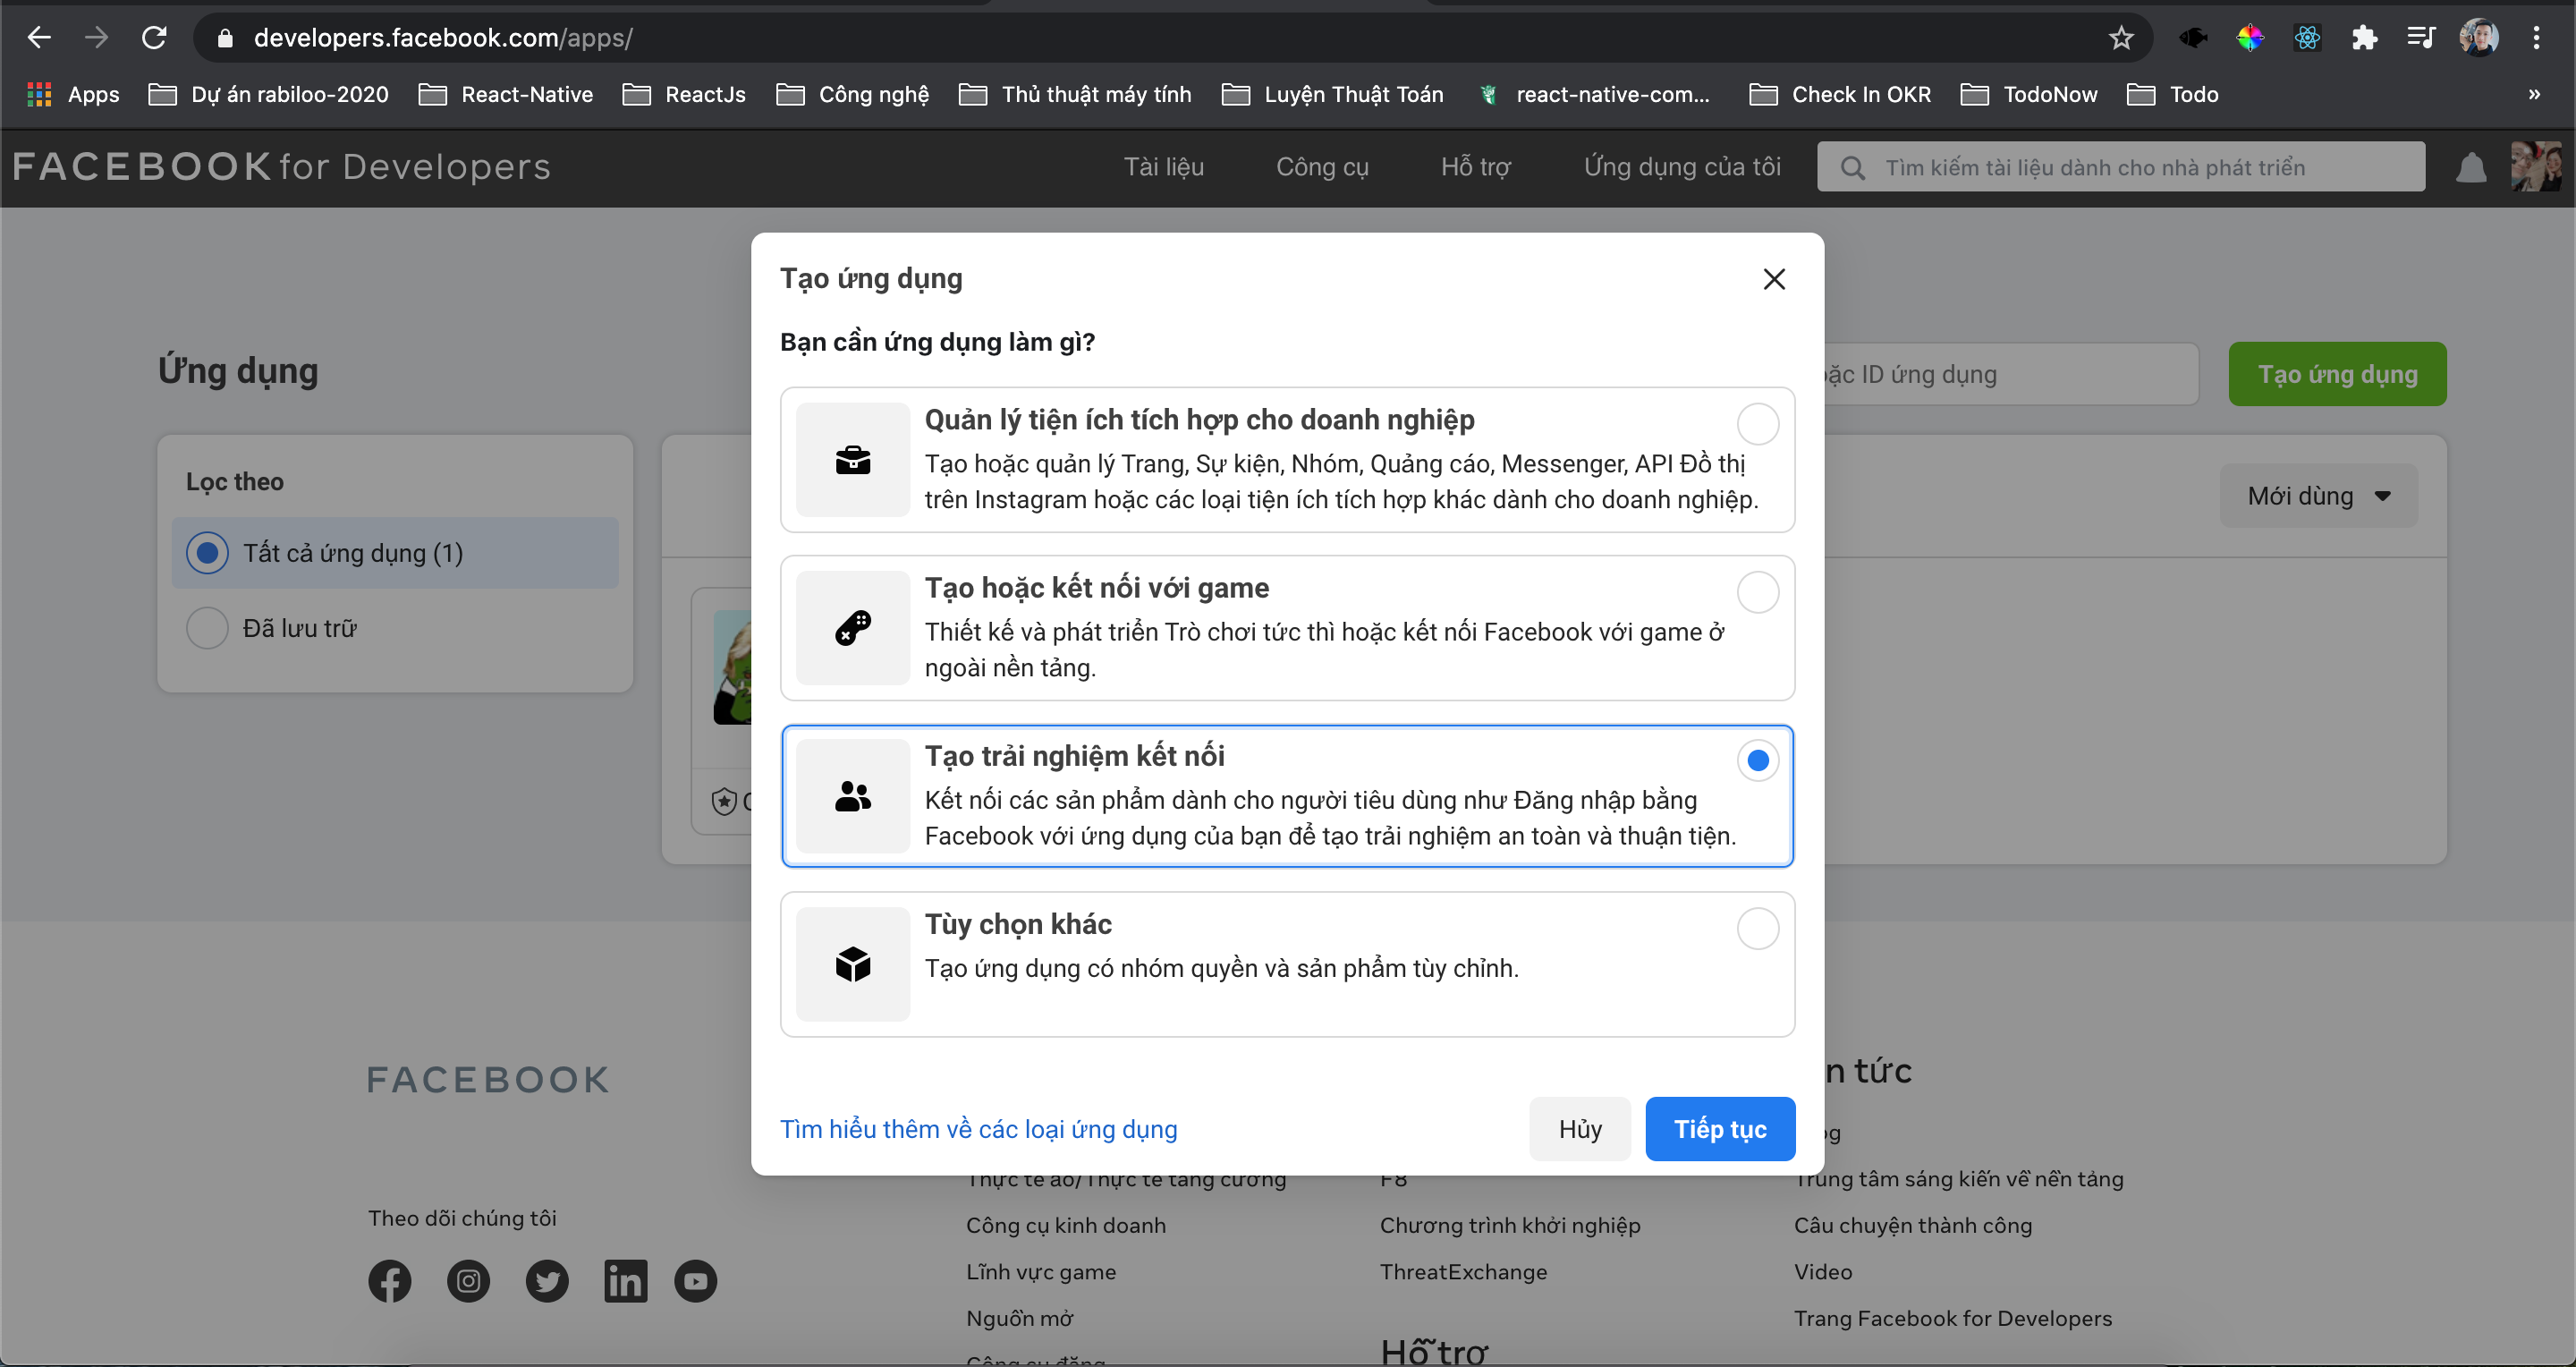 developers.facebook.com/apps/
Apps
Dự án rabiloo-2020
React-Native
ReactJs
Công nghệ
Thủ thuật máy tính
Luyện Thuật Toán
react-native-com...
Check In OKR
TodoNow
Todo
»
FACEBOOK for Developers
Tài liệu
Công cụ
Hỗ trợ
Ứng dụng của tôi
Tìm kiếm tài liệu dành cho nhà phát triển
Tạo ứng dụng
Bạn cần ứng dụng làm gì?
Quản lý tiện ích tích hợp cho doanh nghiệp
Tạo hoặc quản lý Trang, Sự kiện, Nhóm, Quảng cáo, Messenger, API Đồ thị
trên Instagram hoặc các loại tiện ích tích hợp khác dành cho doanh nghiệp.
Tạo hoặc kết nối với game
Thiết kế và phát triển Trò chơi tức thì hoặc kết nối Facebook với game ở
ngoài nền tảng.
Tạo trải nghiệm kết nối
Kết nối các sản phẩm dành cho người tiêu dùng như Đăng nhập bằng
Facebook với ứng dụng của bạn để tạo trải nghiệm an toàn và thuận tiện.
Tùy chọn khác
Tạo ứng dụng có nhóm quyền và sản phẩm tùy chỉnh.
Tìm hiểu thêm về các loại ứng dụng
Hủy
Tiếp tục
Ứng dụng
ID ứng dụng
Tạo ứng dụng
Lọc theo
Tất cả ứng dụng (1)
Đã lưu trữ
Mới dùng
FACEBOOK
Theo dõi chúng tôi
Thực tế ảo/Thực tế tăng cường
Công cụ kinh doanh
Lĩnh vực game
Nguồn mở
F8
Chương trình khởi nghiệp
ThreatExchange
Hỗ trợ
tức
Trung tâm sáng kiến về nền tảng
Câu chuyện thành công
Video
Trang Facebook for Developers